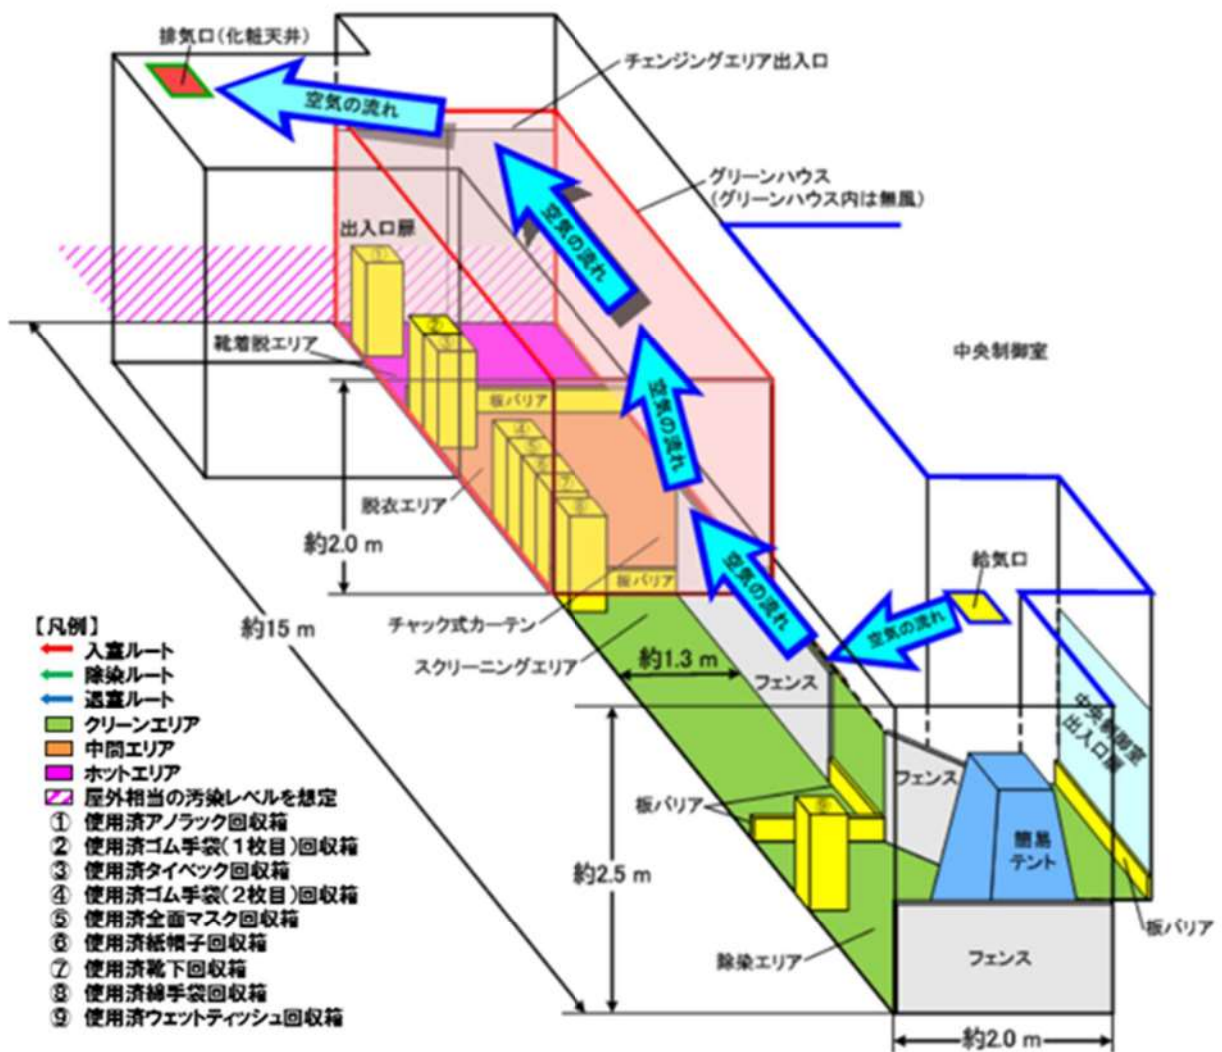 排気口(化粧天井)
チェンジングエリア出入口
空気の流れ
グリーンハウス
(グリーンハウス内は無風)
空気の流れ
出入口扉
①
中央制御室
②
③
靴着脱エリア
空気の流れ
板バリア
④
⑤
⑥
⑦
⑧
脱衣エリア
約2.0 m
空気の流れ
給気口
板バリア
空気の流れ
チャック式カーテン
約15 m
スクリーニングエリア
約1.3 m
フェンス
中央制御室
出入口扉
フェンス
板バリア
⑨
簡易
テント
約2.5 m
板バリア
除染エリア
フェンス
約2.0 m
【凡例】
入室ルート
除染ルート
退室ルート
クリーンエリア
中間エリア
ホットエリア
屋外相当の汚染レベルを想定
① 使用済アノラック回収箱
② 使用済ゴム手袋(1枚目)回収箱
③ 使用済タイベック回収箱
④ 使用済ゴム手袋(2枚目)回収箱
⑤ 使用済全面マスク回収箱
⑥ 使用済紙帽子回収箱
⑦ 使用済靴下回収箱
⑧ 使用済綿手袋回収箱
⑨ 使用済ウェットティッシュ回収箱